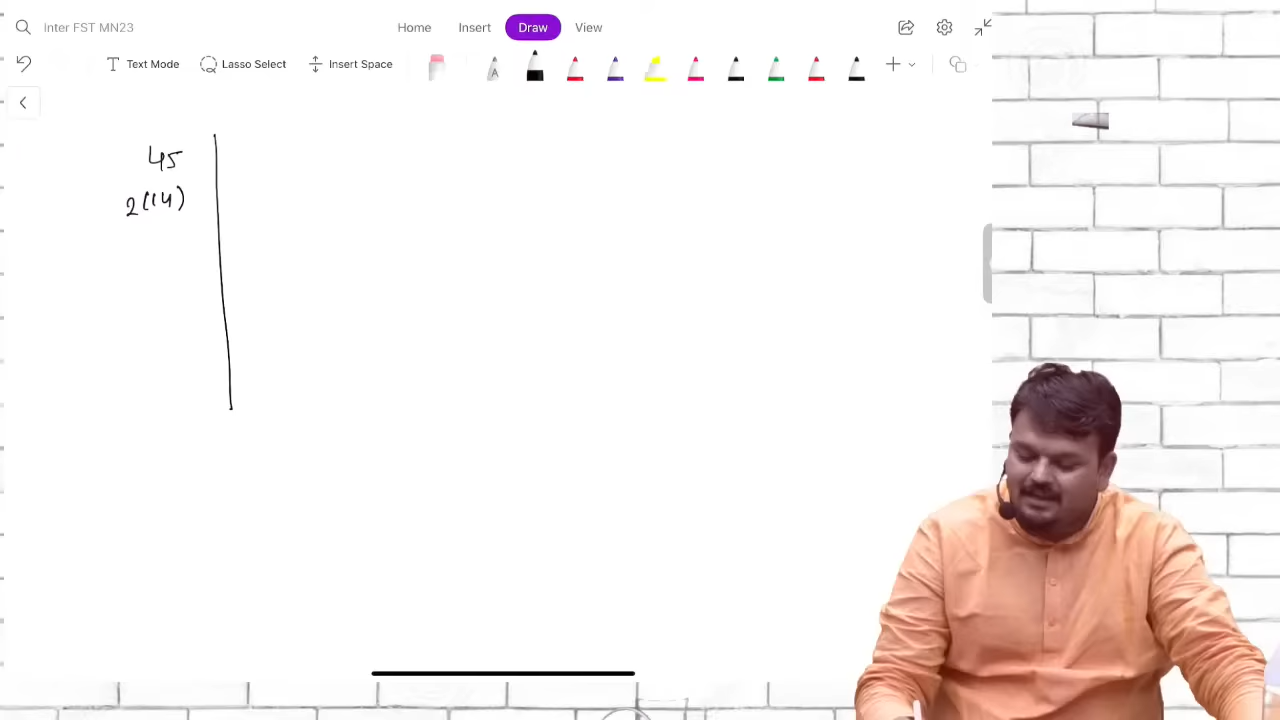 Inter FST MN23
Home Insert Draw View
Text Mode Lasso Select Insert Space
A
45
2(14)